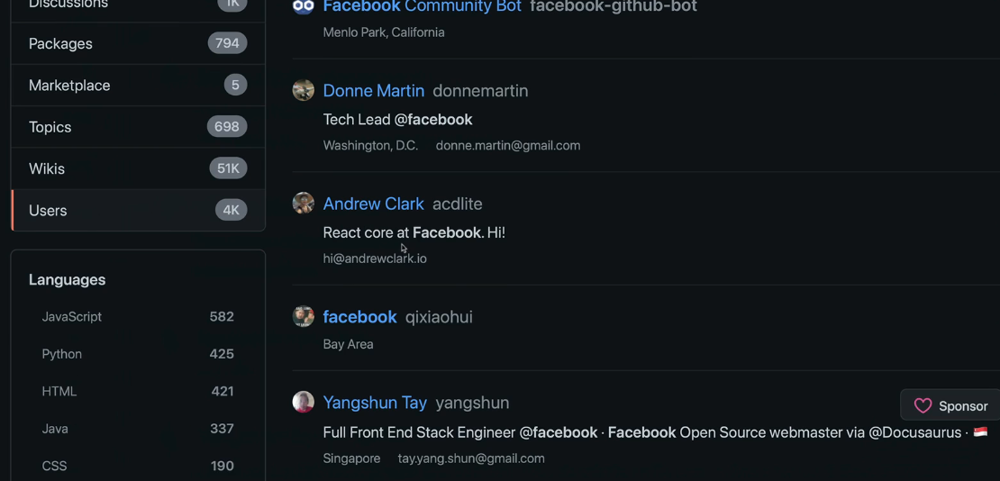 Discussions 1K
Packages 794
Marketplace 5
Topics 698
Wikis 51K
Users 4K
Languages
JavaScript 582
Python 425
HTML 421
Java 337
CSS 190
Facebook Community Bot facebook-github-bot
Menlo Park, California
Donne Martin donnemartin
Tech Lead @facebook
Washington, D.C. donne.martin@gmail.com
Andrew Clark acdlite
React core at Facebook. Hi!
hi@andrewclark.io
facebook qixiaohui
Bay Area
Yangshun Tay yangshun
Sponsor
Full Front End Stack Engineer @facebook · Facebook Open Source webmaster via @Docusaurus ·
Singapore tay.yang.shun@gmail.com